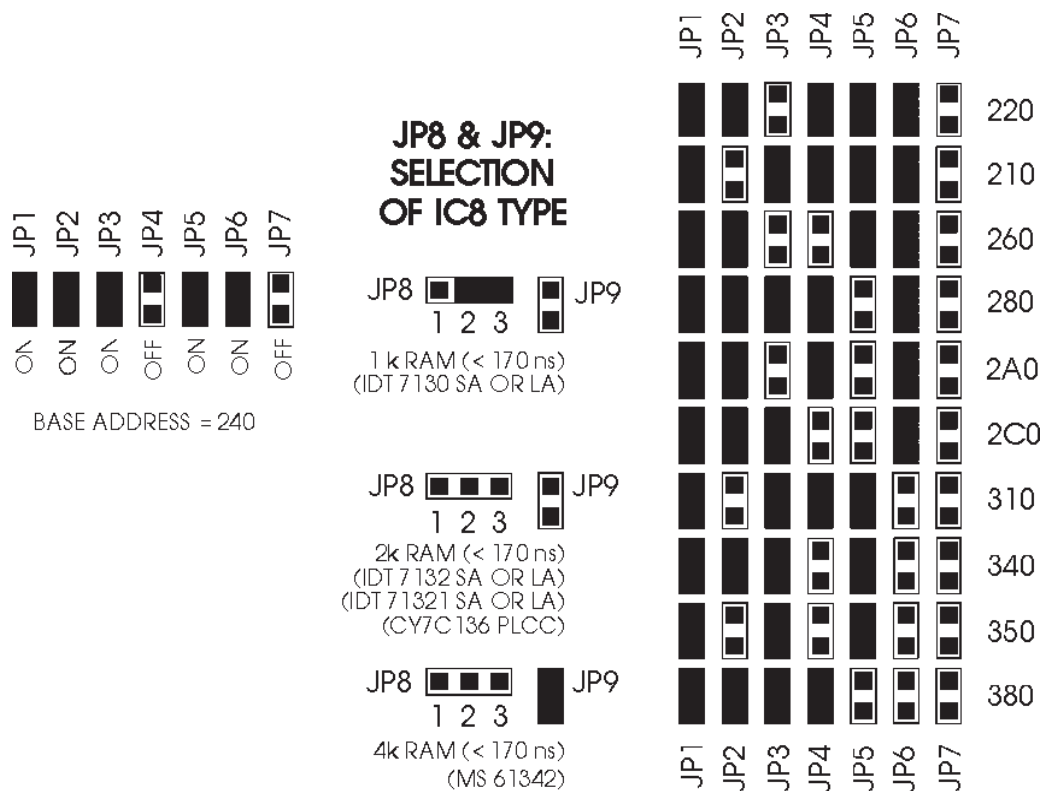 JP1 JP2 JP3 JP4 JP5 JP6 JP7
ON ON ON OFF ON ON OFF
BASE ADDRESS = 240
JP8 & JP9:
SELECTION
OF IC8 TYPE
JP8 JP9
1 2 3
1k RAM (< 170 ns)
(IDT 7130 SA OR LA)
JP8 JP9
1 2 3
2k RAM (< 170 ns)
(IDT 7132 SA OR LA)
(IDT 71321 SA OR LA)
(CY7C136 PLCC)
JP8 JP9
1 2 3
4k RAM (< 170 ns)
(MS 61342)
JP1 JP2 JP3 JP4 JP5 JP6 JP7
220
210
260
280
2A0
2C0
310
340
350
380
JP1 JP2 JP3 JP4 JP5 JP6 JP7